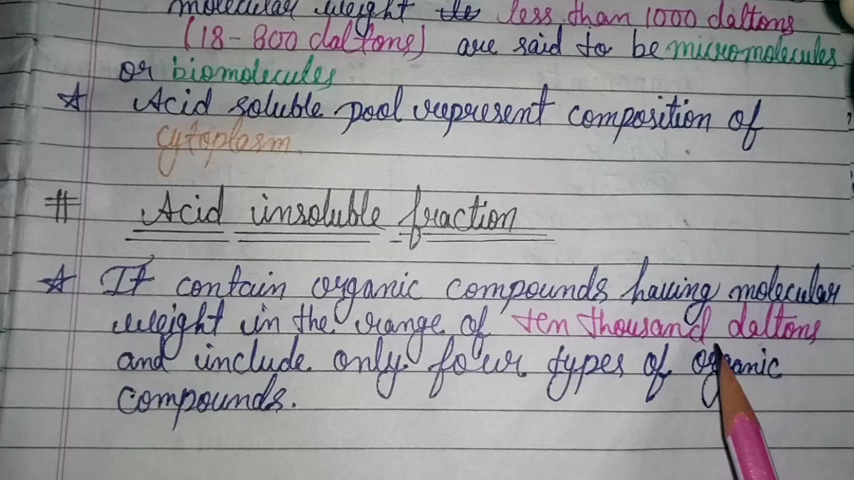 molecular weight less than 1000 daltons
(18-800 daltons) are said to be micromolecules
or biomolecules.
☆ Acid soluble pool represent composition of
cytoplasm.
# Acid insoluble fraction
☆ It contain organic compounds having molecular
weight in the range of ten thousand daltons
and include only four types of organic
compounds.